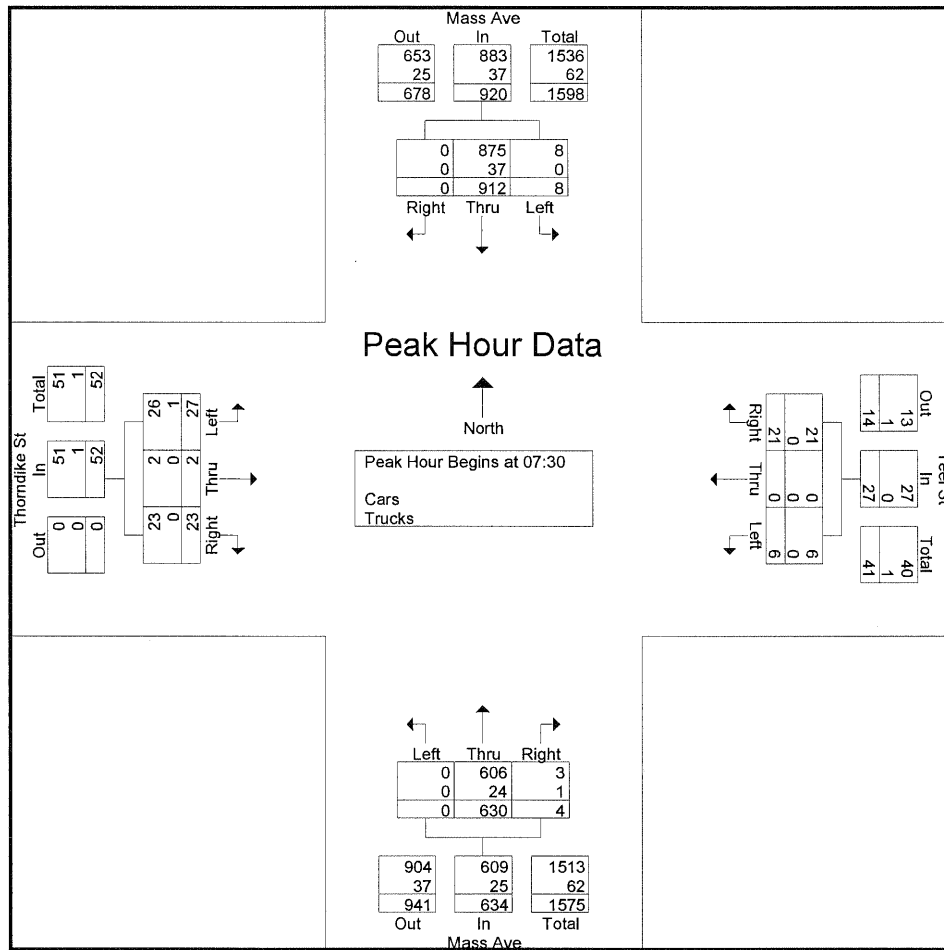 Mass Ave
Out In Total
653 883 1536
25 37 62
678 920 1598
0 875 8
0 37 0
0 912 8
Right Thru Left
Peak Hour Data
North
Peak Hour Begins at 07:30
Cars
Trucks
Thorndike St
Total In Out
51 51 0
1 1 0
52 52 0
26 2 23
1 0 0
27 2 23
Left Thru Right
Right Thru Left
21 0 6
0 0 0
21 0 6
Out In Total
13 27 40
1 0 1
14 27 41
St
Left Thru Right
0 606 3
0 24 1
0 630 4
904 609 1513
37 25 62
941 634 1575
Out In Total
Mass Ave